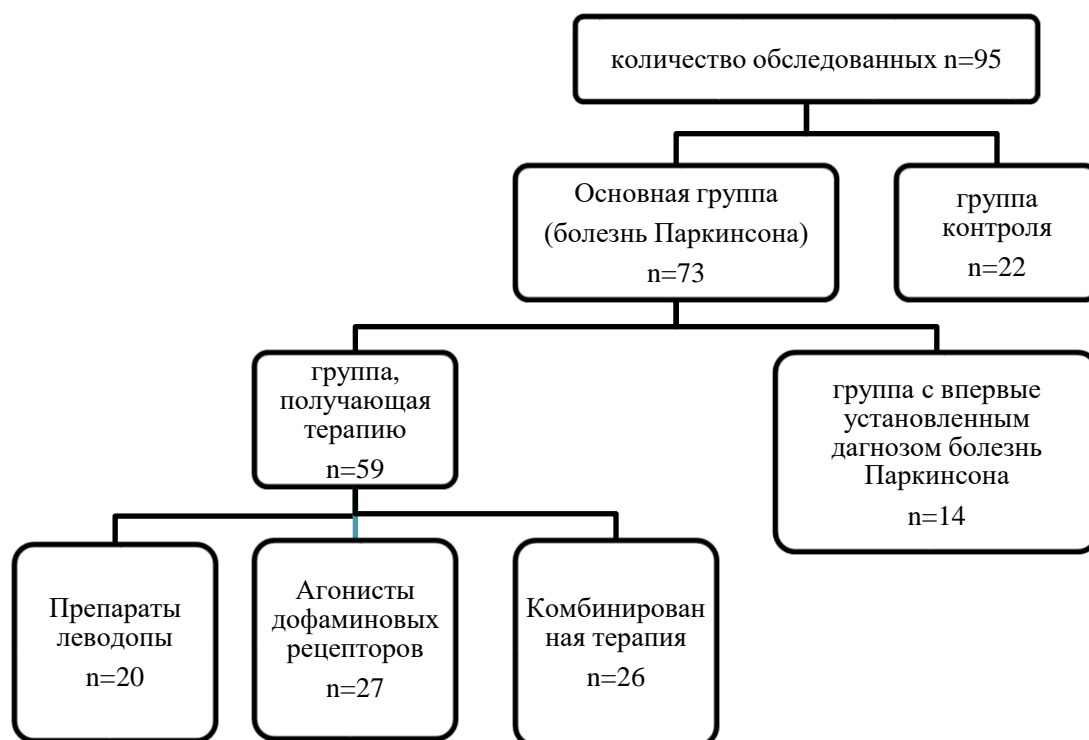 количество обследованных n=95
Основная группа
(болезнь Паркинсона)
n=73
группа
контроля
n=22
группа,
получающая
терапию
n=59
группа с впервые
установленным
дагнозом болезнь
Паркинсона
n=14
Препараты
леводопы
n=20
Агонисты
дофаминовых
рецепторов
n=27
Комбинирован
ная терапия
n=26